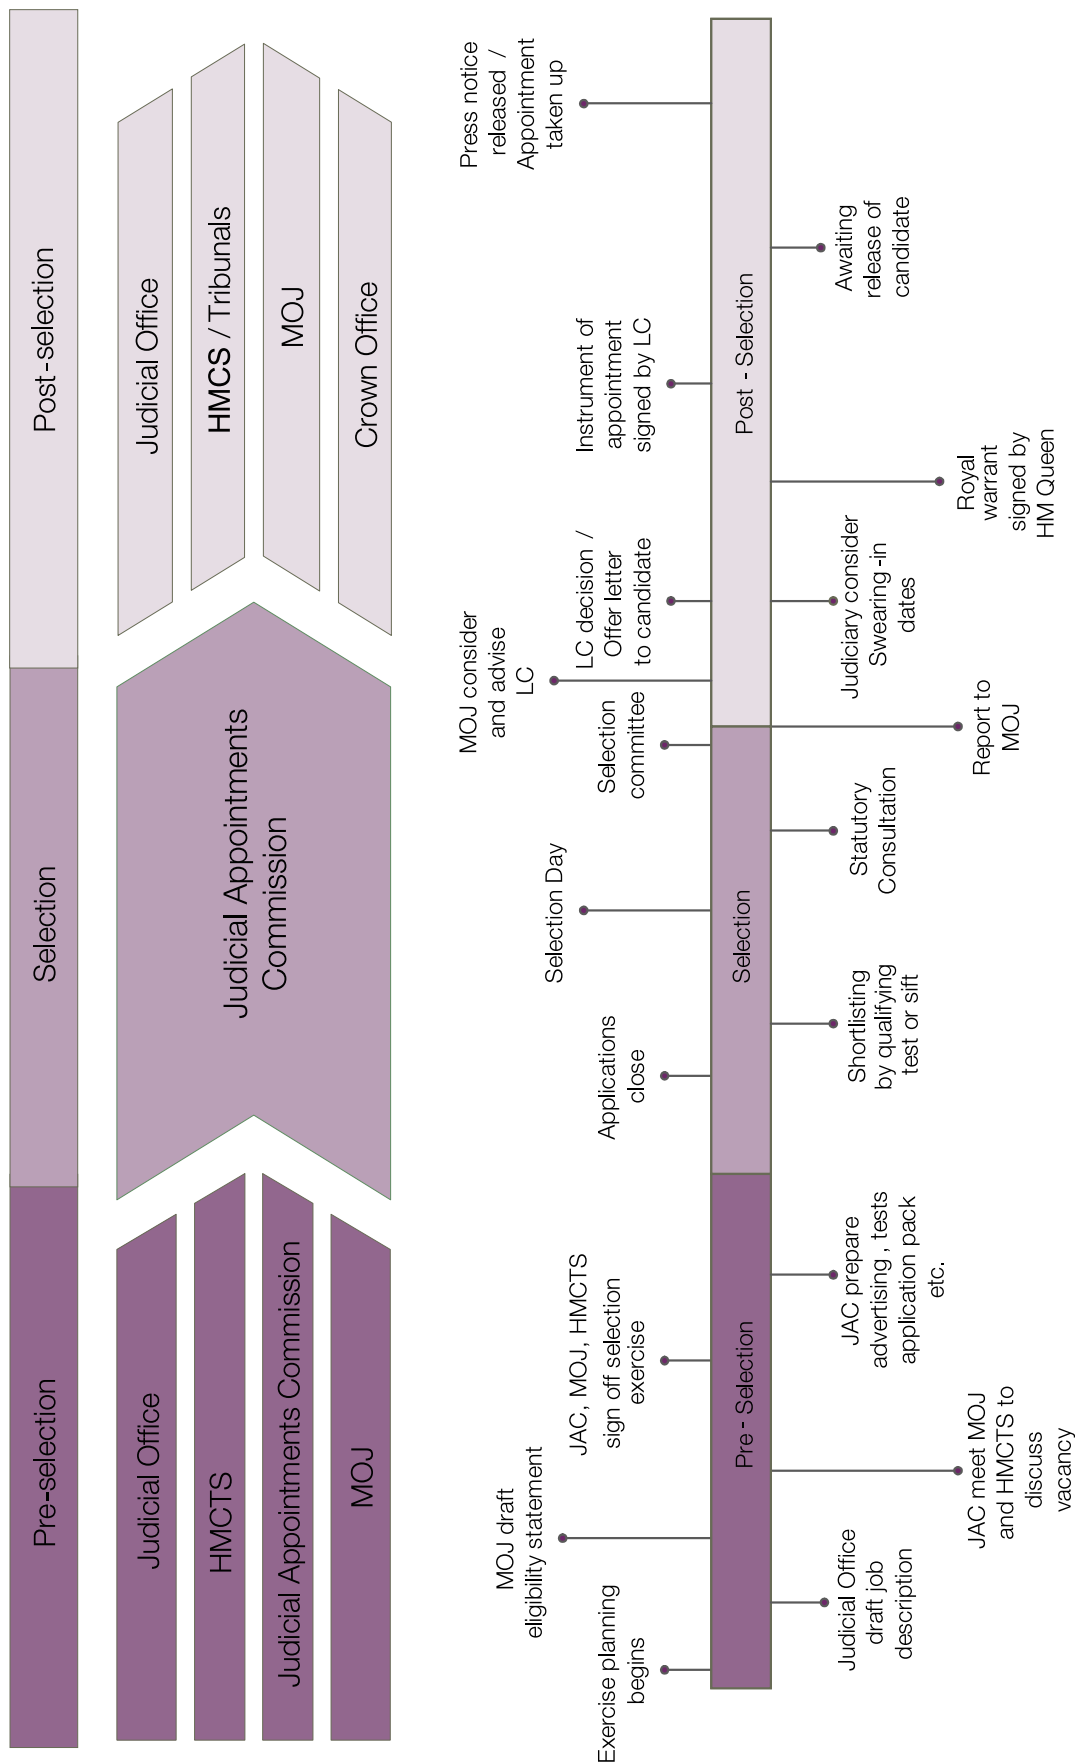 Pre-selection
Selection
Post-selection
Judicial Office
HMCTS
Judicial Appointments Commission
MOJ
Judicial Appointments
Commission
Judicial Office
HMCS / Tribunals
MOJ
Crown Office
Exercise planning
begins
MOJ draft
eligibility statement
JAC, MOJ, HMCTS
sign off selection
exercise
Applications
close
Selection Day
Selection
committee
MOJ consider
and advise
LC
LC decision /
Offer letter
to candidate
Instrument of
appointment
signed by LC
Press notice
released /
Appointment
taken up
Pre - Selection
Selection
Post - Selection
Judicial Office
draft job
description
JAC meet MOJ
and HMCTS to
discuss
vacancy
JAC prepare
advertising , tests
application pack
etc.
Shortlisting
by qualifying
test or sift
Statutory
Consultation
Report to
MOJ
Judiciary consider
Swearing -in
dates
Royal
warrant
signed by
HM Queen
Awaiting
release of
candidate